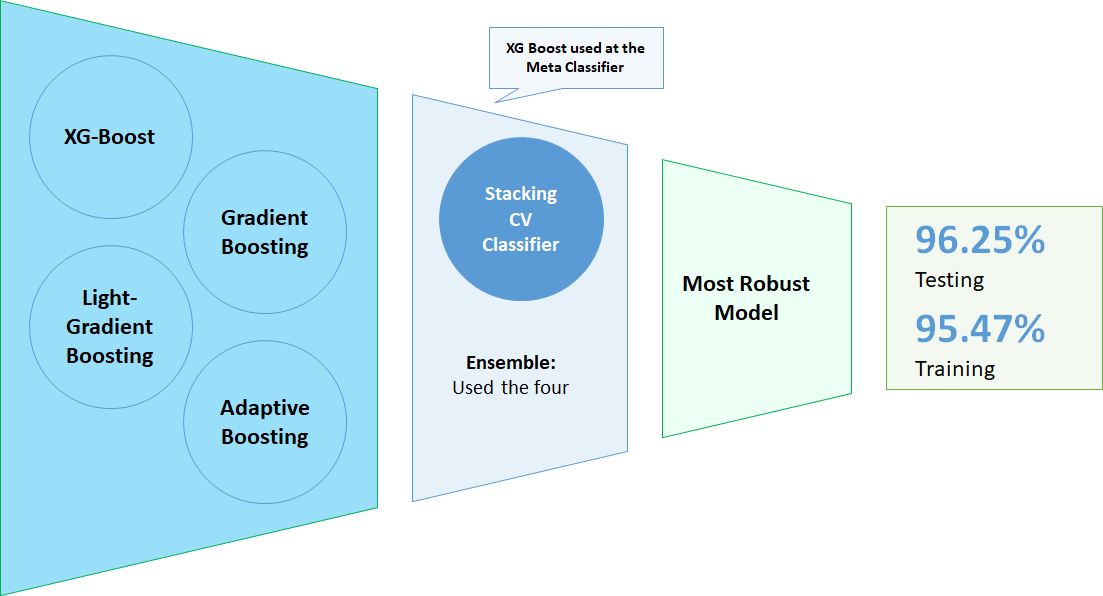 XG-Boost
Gradient
Boosting
Light-
Gradient
Boosting
Adaptive
Boosting
XG Boost used at the
Meta Classifier
Stacking
CV
Classifier
Ensemble:
Used the four
Most Robust
Model
96.25%
Testing
95.47%
Training